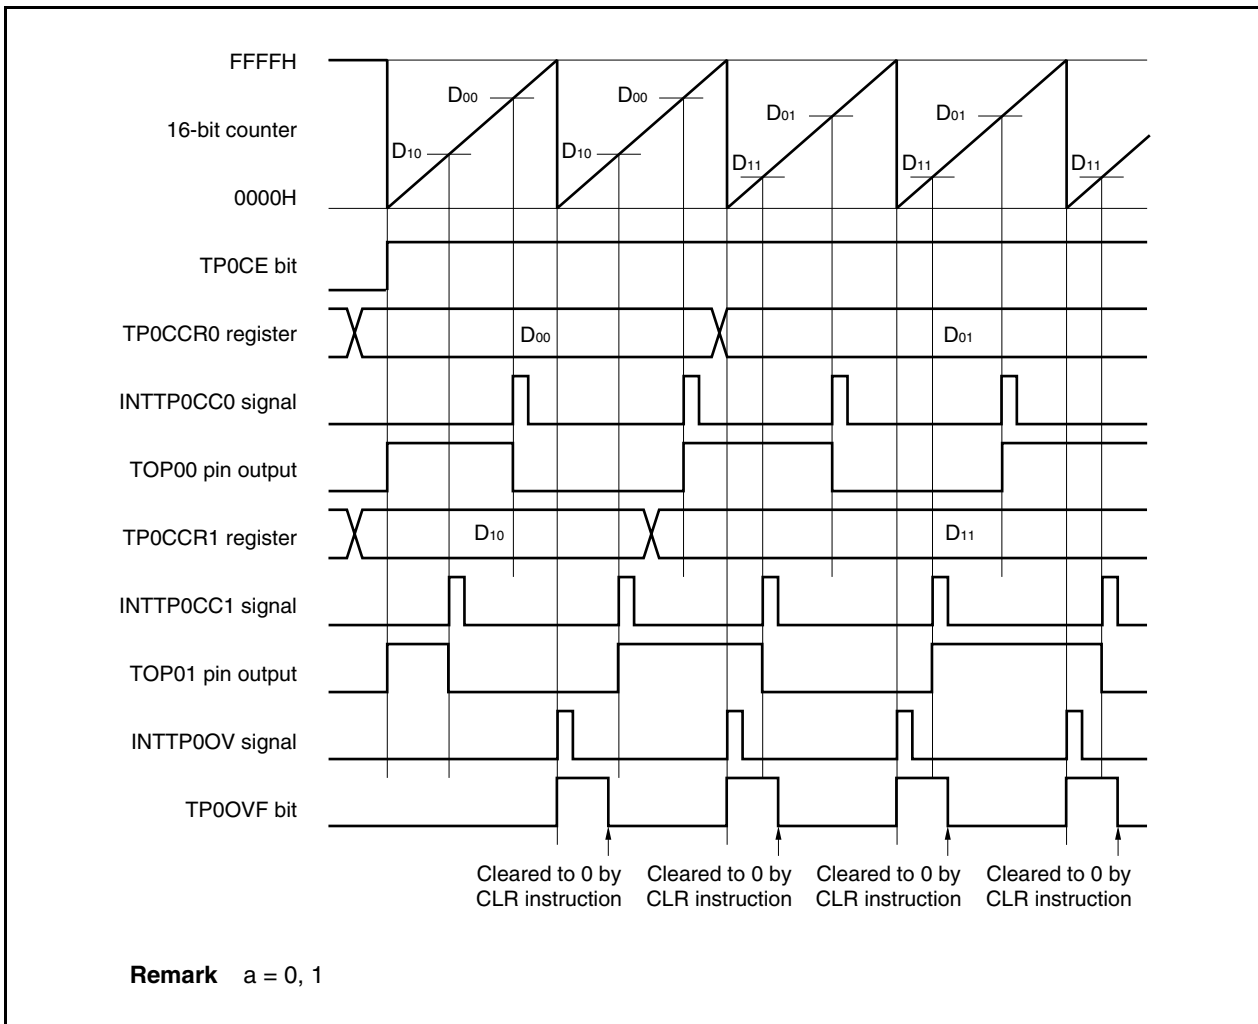 FFFFH
16-bit counter
0000H
D10
D00
D10
D00
D11
D01
D11
D01
D11
TP0CE bit
TP0CCR0 register
D00
D01
INTTP0CC0 signal
TOP00 pin output
TP0CCR1 register
D10
D11
INTTP0CC1 signal
TOP01 pin output
INTTP0OV signal
TP0OVF bit
Cleared to 0 by
CLR instruction
Cleared to 0 by
CLR instruction
Cleared to 0 by
CLR instruction
Cleared to 0 by
CLR instruction
Remark a = 0, 1